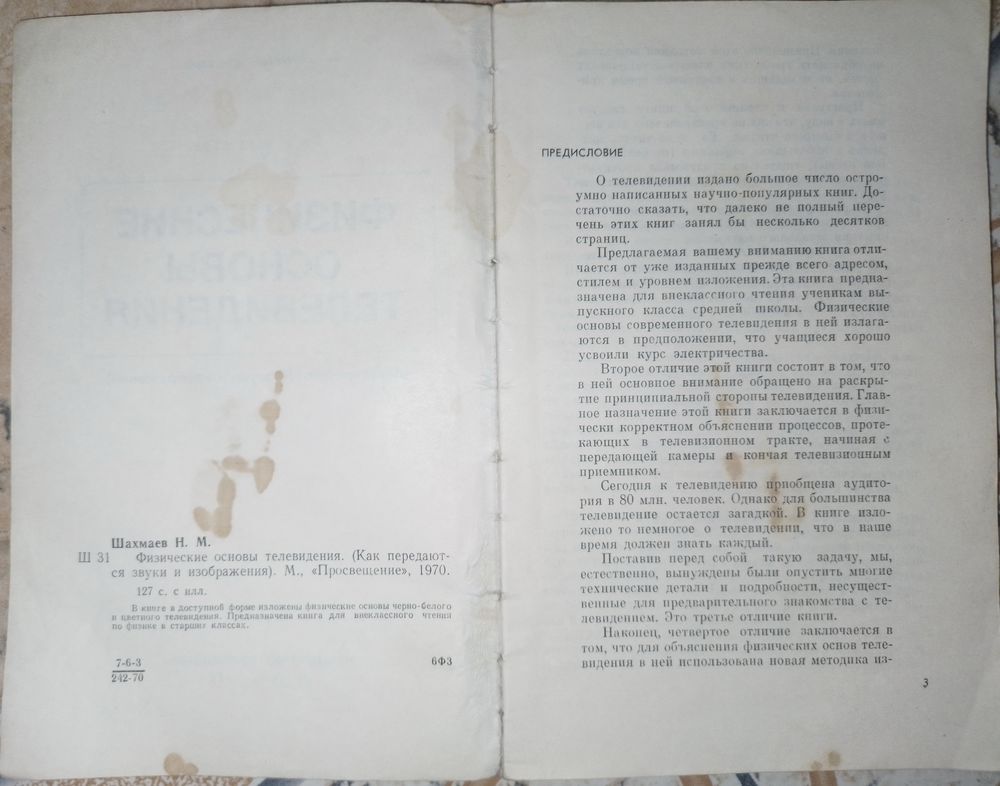 Шахмаев Н. М.
Ш 31 Физические основы телевидения. (Как передают-
ся звуки и изображения). М., «Просвещение», 1970.
127 с. с илл.
В книге в доступной форме изложены физические основы черно-белого
и цветного телевидения. Предназначена книга для внеклассного чтения
по физике в старших классах.
7-6-3
242-70
6Ф3
ПРЕДИСЛОВИЕ
О телевидении издано большое число остро-
умно написанных научно-популярных книг. До-
статочно сказать, что далеко не полный пере-
чень этих книг занял бы несколько десятков
страниц.
Предлагаемая вашему вниманию книга отли-
чается от уже изданных прежде всего адресом,
стилем и уровнем изложения. Эта книга предна-
значена для внеклассного чтения ученикам вы-
пускного класса средней школы. Физические
основы современного телевидения в ней излага-
ются в предположении, что учащиеся хорошо
усвоили курс электричества.
Второе отличие этой книги состоит в том, что
в ней основное внимание обращено на раскры-
тие принципиальной стороны телевидения. Глав-
ное назначение этой книги заключается в физи-
чески корректном объяснении процессов, проте-
кающих в телевизионном тракте, начиная с
передающей камеры и кончая телевизионным
приемником.
Сегодня к телевидению приобщена аудито-
рия в 80 млн. человек. Однако для большинства
телевидение остается загадкой. В книге изло-
жено то немногое о телевидении, что в наше
время должен знать каждый.
Поставив перед собой такую задачу, мы,
естественно, вынуждены были опустить многие
технические детали и подробности, несущест-
венные для предварительного знакомства с те-
левидением. Это третье отличие книги.
Наконец, четвертое отличие заключается в
том, что для объяснения физических основ теле-
видения в ней использована новая методика из-
3